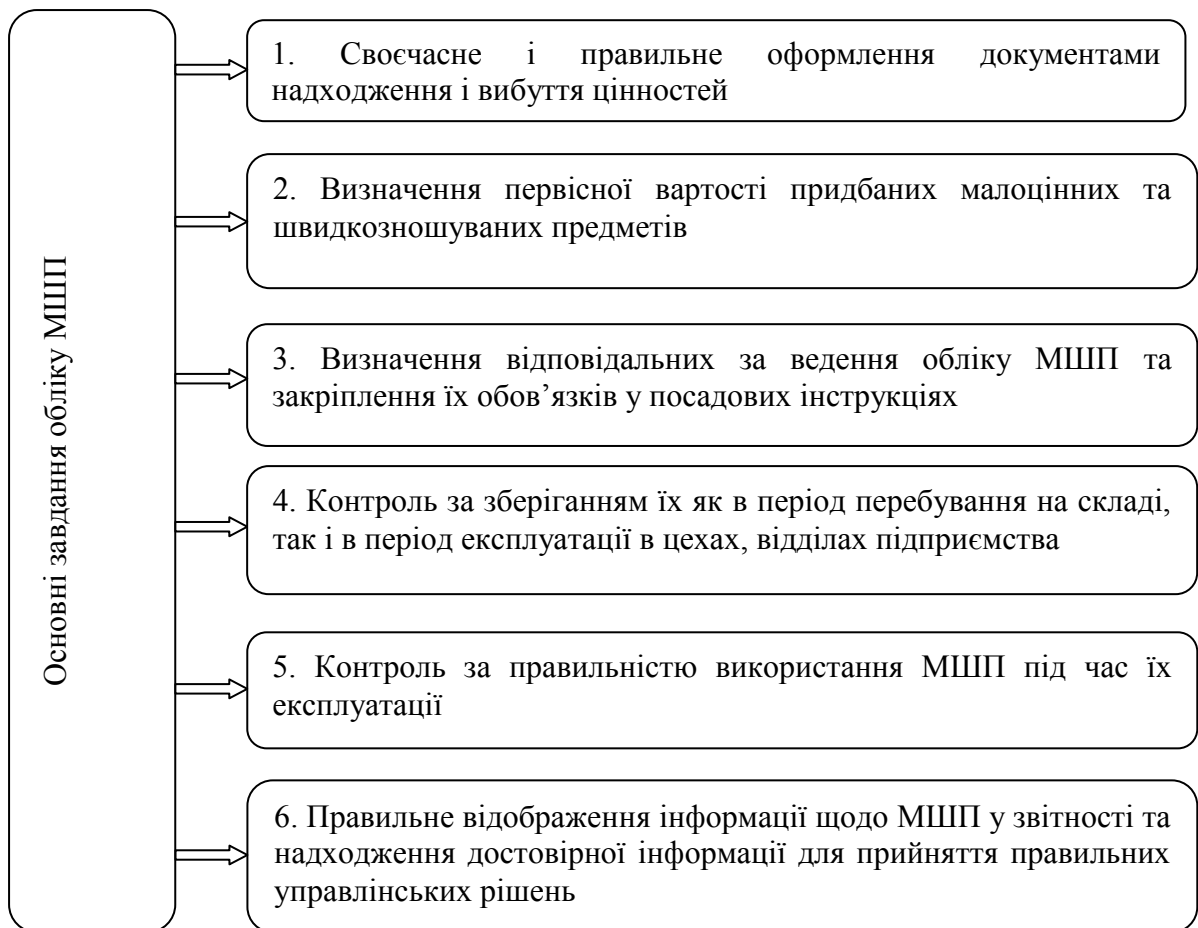 Основні завдання обліку МШП
1. Своєчасне і правильне оформлення документами
надходження і вибуття цінностей
2. Визначення первісної вартості придбаних малоцінних та
швидкозношуваних предметів
3. Визначення відповідальних за ведення обліку МШП та
закріплення їх обов’язків у посадових інструкціях
4. Контроль за зберіганням їх як в період перебування на складі,
так і в період експлуатації в цехах, відділах підприємства
5. Контроль за правильністю використання МШП під час їх
експлуатації
6. Правильне відображення інформації щодо МШП у звітності та
надходження достовірної інформації для прийняття правильних
управлінських рішень